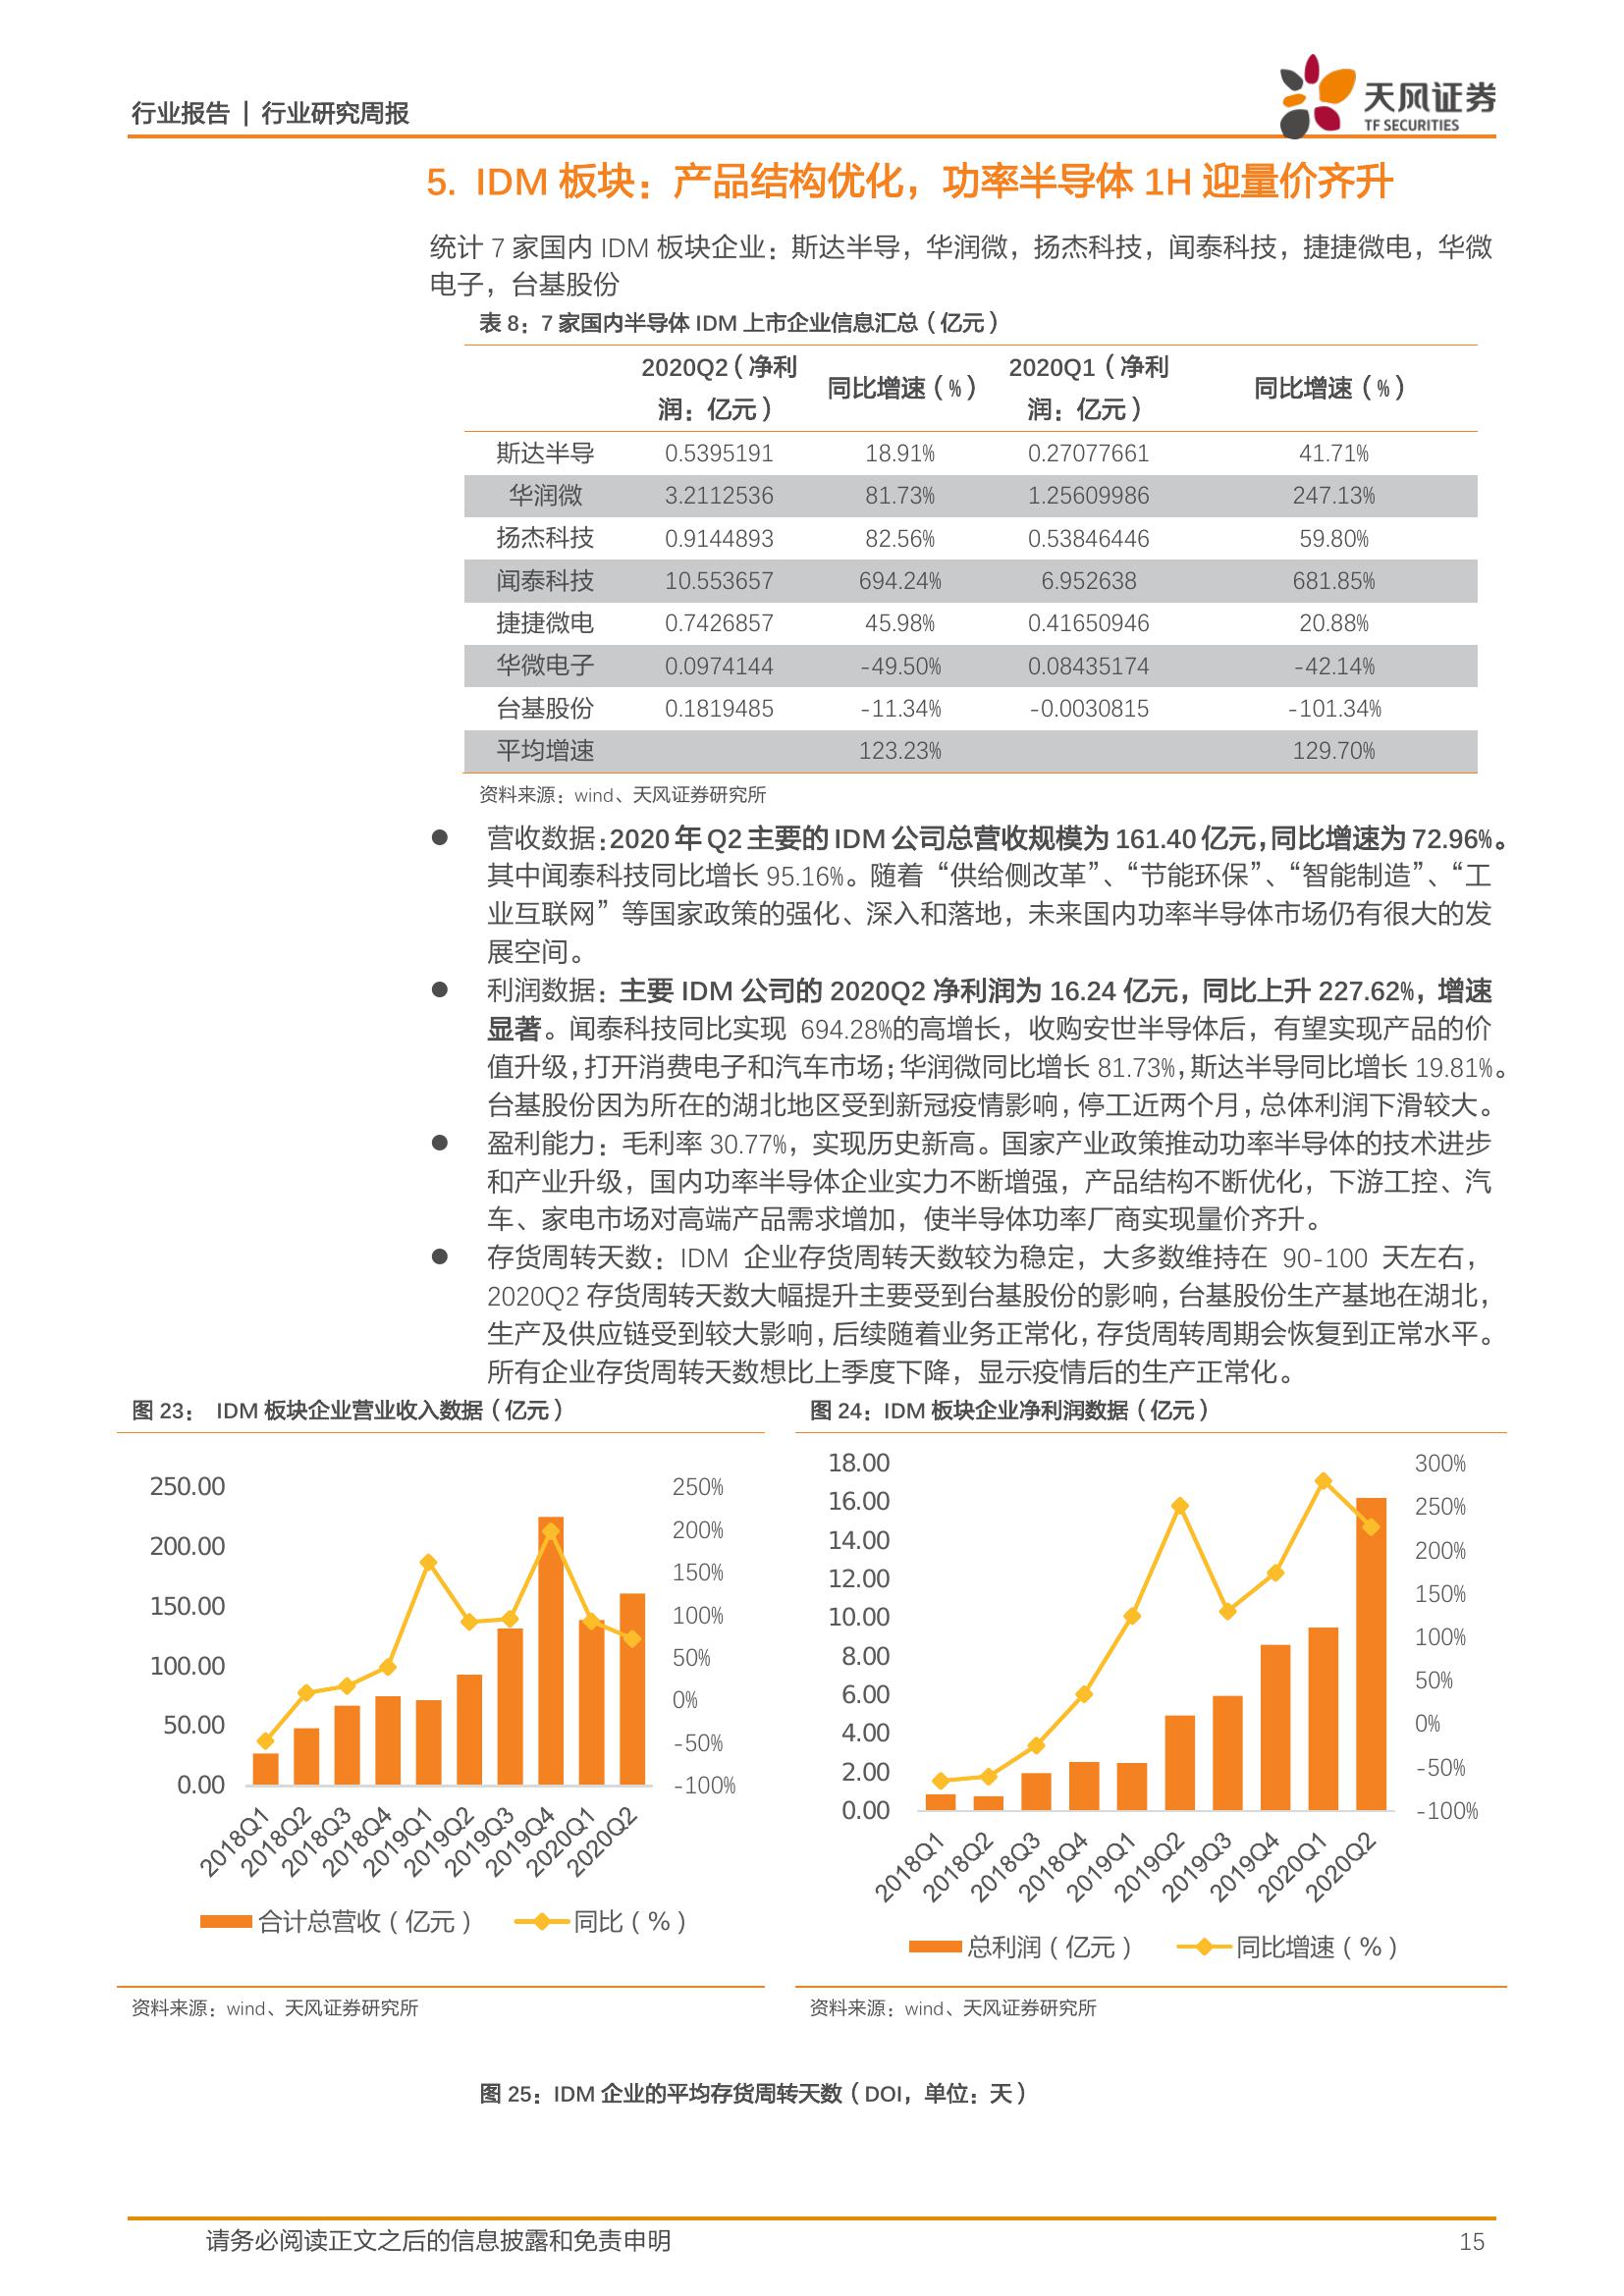 行业报告 | 行业研究周报
天风证券
TF SECURITIES
5. IDM 板块：产品结构优化，功率半导体 1H 迎量价齐升
统计 7 家国内 IDM 板块企业：斯达半导，华润微，扬杰科技，闻泰科技，捷捷微电，华微
电子，台基股份
表 8：7 家国内半导体 IDM 上市企业信息汇总（亿元）
2020Q2（净利润：亿元） 同比增速（%） 2020Q1（净利润：亿元） 同比增速（%）
斯达半导 0.5395191 18.91% 0.27077661 41.71%
华润微 3.2112536 81.73% 1.25609986 247.13%
扬杰科技 0.9144893 82.56% 0.53846446 59.80%
闻泰科技 10.553657 694.24% 6.952638 681.85%
捷捷微电 0.7426857 45.98% 0.41650946 20.88%
华微电子 0.0974144 -49.50% 0.08435174 -42.14%
台基股份 0.1819485 -11.34% -0.0030815 -101.34%
平均增速 123.23% 129.70%
资料来源：wind、天风证券研究所
● 营收数据：2020 年 Q2 主要的 IDM 公司总营收规模为 161.40 亿元，同比增速为 72.96%。
其中闻泰科技同比增长 95.16%。随着“供给侧改革”、“节能环保”、“智能制造”、“工
业互联网”等国家政策的强化、深入和落地，未来国内功率半导体市场仍有很大的发
展空间。
● 利润数据：主要 IDM 公司的 2020Q2 净利润为 16.24 亿元，同比上升 227.62%，增速
显著。闻泰科技同比实现 694.28%的高增长，收购安世半导体后，有望实现产品的价
值升级，打开消费电子和汽车市场；华润微同比增长 81.73%，斯达半导同比增长 19.81%。
台基股份因为所在的湖北地区受到新冠疫情影响，停工近两个月，总体利润下滑较大。
● 盈利能力：毛利率 30.77%，实现历史新高。国家产业政策推动功率半导体的技术进步
和产业升级，国内功率半导体企业实力不断增强，产品结构不断优化，下游工控、汽
车、家电市场对高端产品需求增加，使半导体功率厂商实现量价齐升。
● 存货周转天数：IDM 企业存货周转天数较为稳定，大多数维持在 90-100 天左右，
2020Q2 存货周转天数大幅提升主要受到台基股份的影响，台基股份生产基地在湖北，
生产及供应链受到较大影响，后续随着业务正常化，存货周转周期会恢复到正常水平。
所有企业存货周转天数想比上季度下降，显示疫情后的生产正常化。
图 23： IDM 板块企业营业收入数据（亿元）
250.00
200.00
150.00
100.00
50.00
0.00
250%
200%
150%
100%
50%
0%
-50%
-100%
2018Q1 2018Q2 2018Q3 2018Q4 2019Q1 2019Q2 2019Q3 2019Q4 2020Q1 2020Q2
合计总营收（亿元） 同比（%）
资料来源：wind、天风证券研究所
图 24：IDM 板块企业净利润数据（亿元）
18.00
16.00
14.00
12.00
10.00
8.00
6.00
4.00
2.00
0.00
300%
250%
200%
150%
100%
50%
0%
-50%
-100%
2018Q1 2018Q2 2018Q3 2018Q4 2019Q1 2019Q2 2019Q3 2019Q4 2020Q1 2020Q2
总利润（亿元） 同比增速（%）
资料来源：wind、天风证券研究所
图 25：IDM 企业的平均存货周转天数（DOI，单位：天）
请务必阅读正文之后的信息披露和免责申明
15